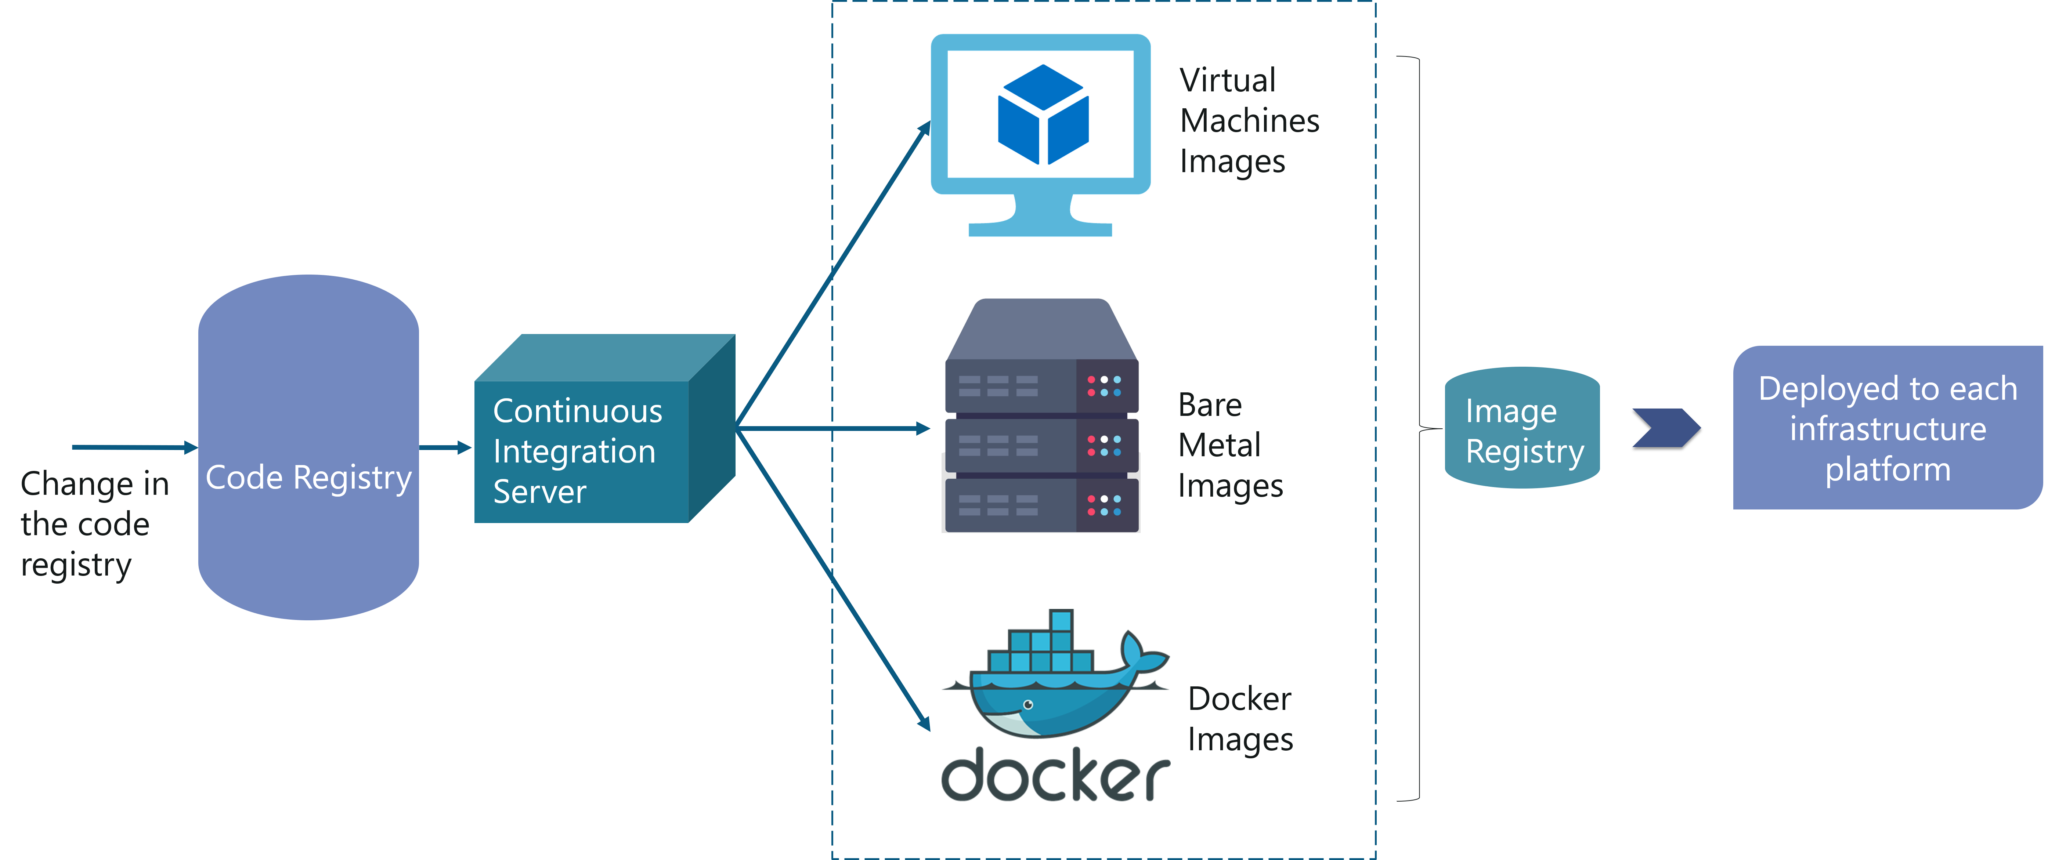 Change in
the code
registry
Code Registry
Continuous
Integration
Server
Virtual
Machines
Images
Bare
Metal
Images
docker
Docker
Images
Image
Registry
Deployed to each
infrastructure
platform